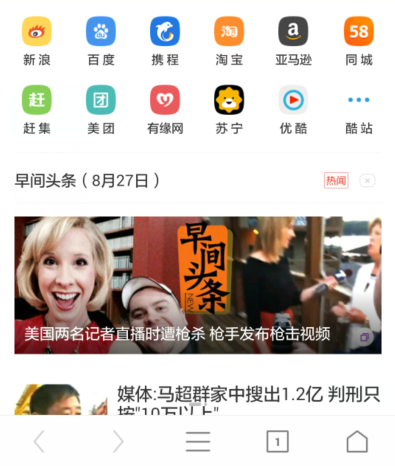 新浪 百度 携程 淘宝 亚马逊 同城
淘 a 58
赶 团
赶集 美团 有缘网 苏宁 优酷 酷站
早间头条（8月27日） 热闻
早间头条
美国两名记者直播时遭枪杀 枪手发布枪击视频
媒体:马超群家中搜出1.2亿 判刑只
按"10万以上"
1